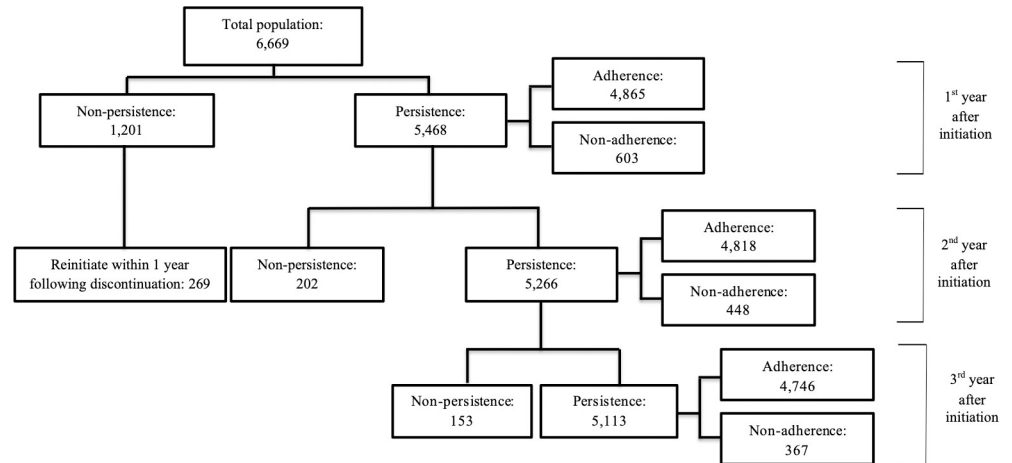 Total population:
6,669
Non-persistence:
1,201
Persistence:
5,468
Adherence:
4,865
Non-adherence:
603
1st year
after
initiation
Reinitiate within 1 year
following discontinuation: 269
Non-persistence:
202
Persistence:
5,266
Adherence:
4,818
Non-adherence:
448
2nd year
after
initiation
Non-persistence:
153
Persistence:
5,113
Adherence:
4,746
Non-adherence:
367
3rd year
after
initiation